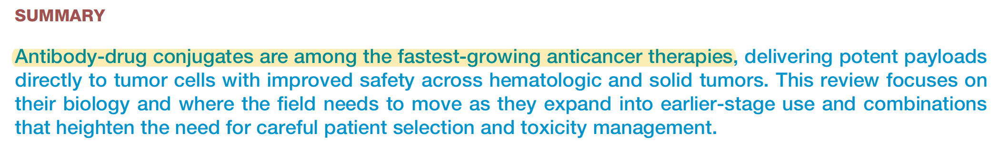 SUMMARY
Antibody-drug conjugates are among the fastest-growing anticancer therapies, delivering potent payloads
directly to tumor cells with improved safety across hematologic and solid tumors. This review focuses on
their biology and where the field needs to move as they expand into earlier-stage use and combinations
that heighten the need for careful patient selection and toxicity management.